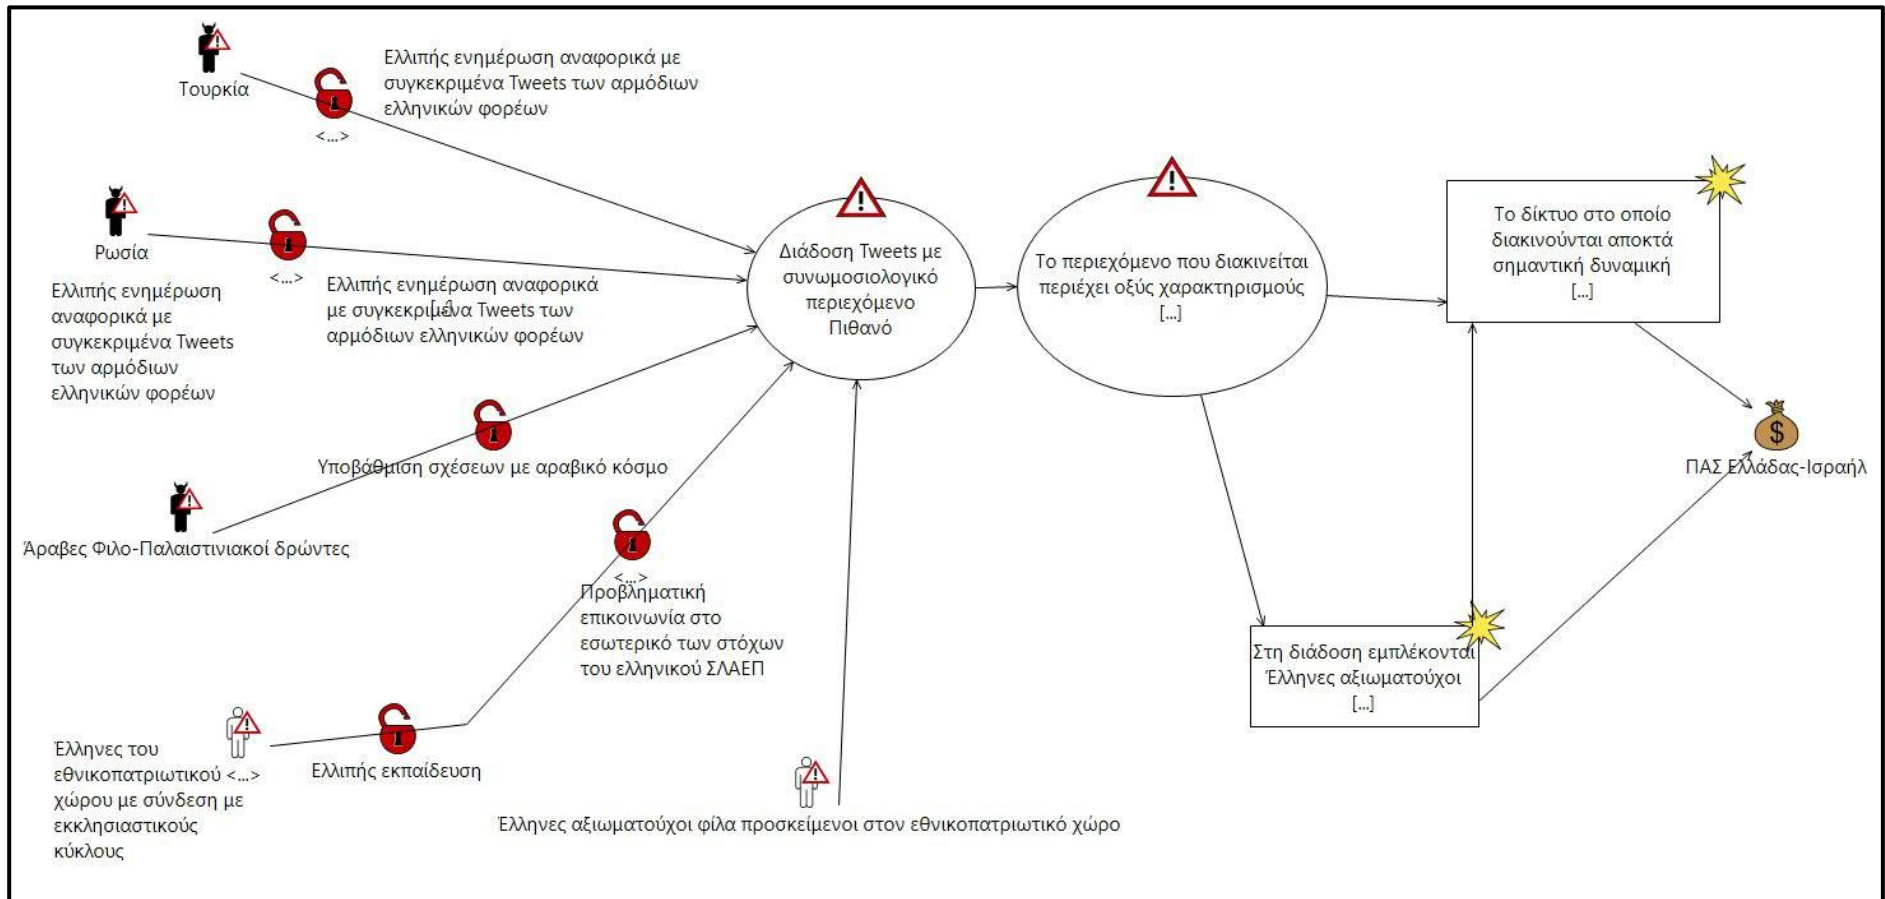 Τουρκία
<...>
Ελλιπής ενημέρωση αναφορικά με
συγκεκριμένα Tweets των αρμόδιων
ελληνικών φορέων
Ρωσία
<...>
Ελλιπής ενημέρωση
αναφορικά με
συγκεκριμένα Tweets
των αρμόδιων
ελληνικών φορέων
Ελλιπής ενημέρωση αναφορικά
με συγκεκριμένα Tweets των
αρμόδιων ελληνικών φορέων
[...]
Υποβάθμιση σχέσεων με αραβικό κόσμο
Άραβες Φιλο-Παλαιστινιακοί δρώντες
<...>
Προβληματική
επικοινωνία στο
εσωτερικό των στόχων
του ελληνικού ΣΛΑΕΠ
Έλληνες του
εθνικοπατριωτικού <...>
χώρου με σύνδεση με
εκκλησιαστικούς
κύκλους
Ελλιπής εκπαίδευση
Έλληνες αξιωματούχοι φίλα προσκείμενοι στον εθνικοπατριωτικό χώρο
Διάδοση Tweets με
συνωμοσιολογικό
περιεχόμενο
Πιθανό
Το περιεχόμενο που διακινείται
περιέχει οξύς χαρακτηρισμούς
[...]
Το δίκτυο στο οποίο
διακινούνται αποκτά
σημαντική δυναμική
[...]
Στη διάδοση εμπλέκονται
Έλληνες αξιωματούχοι
[...]
$
ΠΑΣ Ελλάδας-Ισραήλ